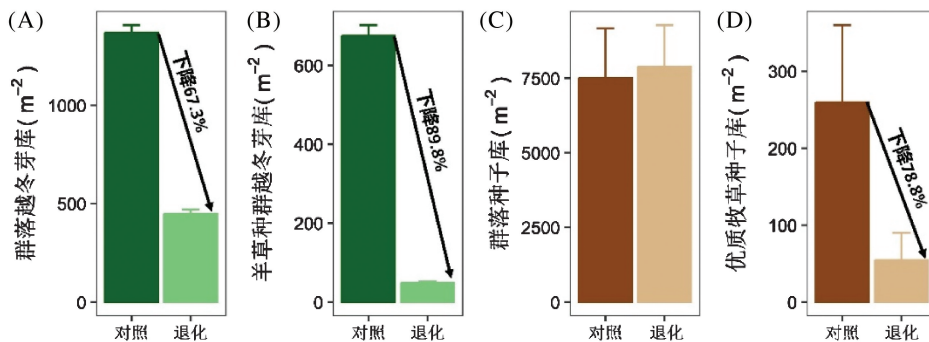 (A)
群落越冬芽库(m⁻²)
1000
500
0
下降67.3%
对照
退化
(B)
羊草种群越冬芽库(m⁻²)
600
400
200
0
下降89.8%
对照
退化
(C)
群落种子库(m⁻²)
7500
5000
2500
0
对照
退化
(D)
优质牧草种子库(m⁻²)
300
200
100
0
下降78.8%
对照
退化